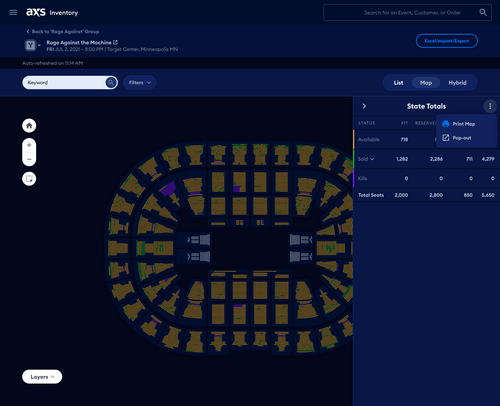 axs Inventory
Search for on Event, Customer, or Order
Back to 'Rage Against' Group
Y
Rage Against the Machine
FRI JUL 2, 2021 – 8:00 PM | Target Center, Minneapolis MN
Excel Import/Export
Auto-refreshed on 11:14 AM
Keyword
Filters
List
Map
Hybrid
State Totals
STATUS PIT RESERVE
Print Map
Pop-out
Available 718
Sold 1,282 2,286 711 4,279
Kills 0 0 0 0
Total Seats 2,000 2,800 850 5,650
+
–
Layers